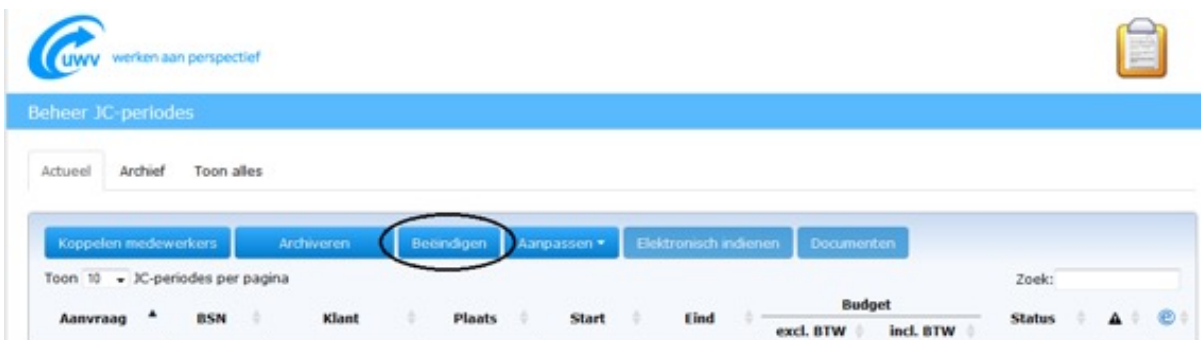 UWV werken aan perspectief
Beheer JC-periodes
Actueel Archief Toon alles
Koppelen medewerkers Archiveren Beëindigen Aanpassen Elektronisch indienen Documenten
Toon 10 JC-periodes per pagina Zoek:
Budget
Aanvraag BSN Klant Plaats Start Eind Status
excl. BTW incl. BTW